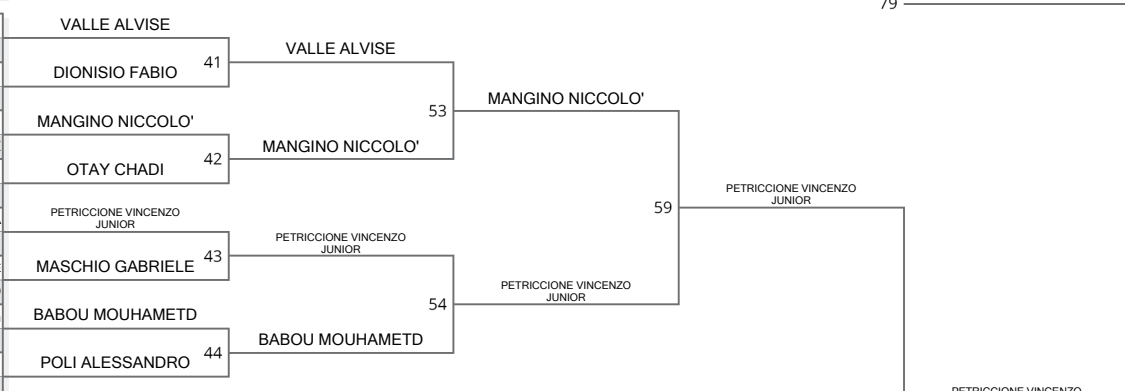 79
VALLE ALVISE
41
DIONISIO FABIO
VALLE ALVISE
53
MANGINO NICCOLO'
42
OTAY CHADI
MANGINO NICCOLO'
MANGINO NICCOLO'
59
PETRICCIONE VINCENZO
JUNIOR
43
MASCHIO GABRIELE
PETRICCIONE VINCENZO
JUNIOR
54
BABOU MOUHAMETD
44
POLI ALESSANDRO
BABOU MOUHAMETD
PETRICCIONE VINCENZO
JUNIOR
PETRICCIONE VINCENZO
JUNIOR
PETRICCIONE VINCENZO